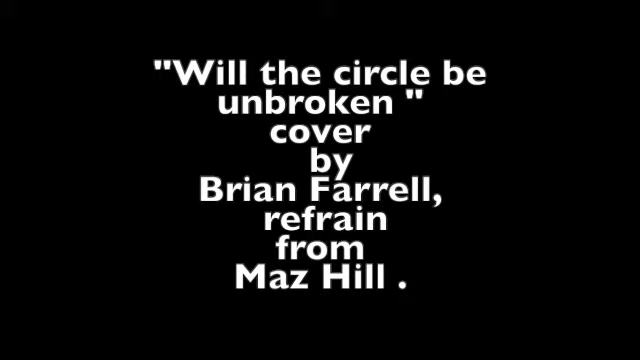 "Will the circle be
unbroken "
cover
by
Brian Farrell,
refrain
from
Maz Hill .